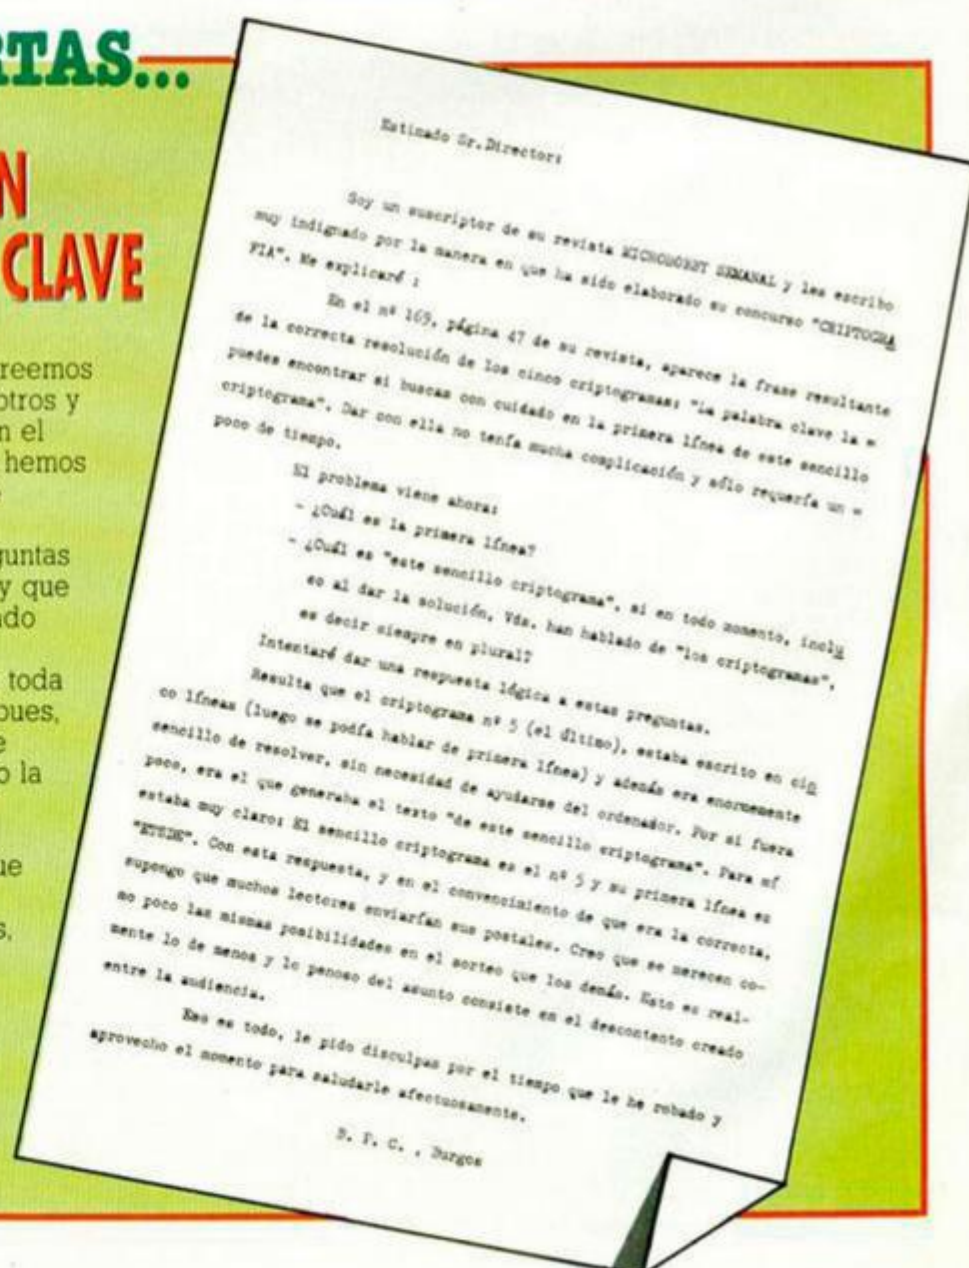 RTAS...
N
CLAVE
reemos
otros y
n el
hemos
guntas
y que
ndo
toda
pues,
e
o la
ue
s,
Estimado Sr.Director:
Soy un suscriptor de su revista MICROHOBBY SEMANAL y les escribo
muy indignado por la manera en que ha sido elaborado su concurso "CRIPTOGRA
FIA". Me explicaré :
En el nº 169, página 47 de su revista, aparece la frase resultante
de la correcta resolución de los cinco criptogramas: "La palabra clave la =
puedes encontrar si buscas con cuidado en la primera línea de este sencillo
criptograma". Dar con ella no tenía mucha complicación y sólo requería un =
poco de tiempo.
El problema viene ahora:
- ¿Cuál es la primera línea?
- ¿Cuál es "este sencillo criptograma", si en todo momento, inclu
so al dar la solución, Vds. han hablado de "los criptogramas",
es decir siempre en plural?
Intentaré dar una respuesta lógica a estas preguntas.
Resulta que el criptograma nº 5 (el último), estaba escrito en cin
co líneas (luego se podía hablar de primera línea) y además era enormemente
sencillo de resolver, sin necesidad de ayudarse del ordenador. Por si fuera
poco, era el que generaba el texto "de este sencillo criptograma". Para mí
estaba muy claro: El sencillo criptograma es el nº 5 y su primera línea es
Con esta respuesta, y en el convencimiento de que era la correcta,
supongo que muchos lectores enviarían sus postales. Creo que se merecen co-
mo poco las mismas posibilidades en el sorteo que los demás. Esto es real-
mente lo de menos y lo penoso del asunto consiste en el descontento creado
entre la audiencia.
Eso es todo, le pido disculpas por el tiempo que le he robado y
aprovecho el momento para saludarle afectuosamente.
Burgos